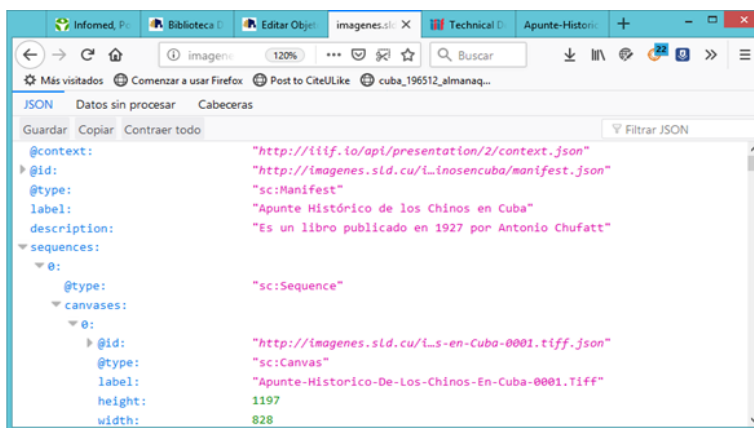 Infomed, Po
Biblioteca D
Editar Objet
imagenes.slc
Technical D
Apunte-Historic
imagene
120%
Buscar
22
Más visitados
Comenzar a usar Firefox
Post to CiteULike
cuba_196512_almanaq...
JSON
Datos sin procesar
Cabeceras
Guardar
Copiar
Contraer todo
Filtrar JSON
@context: "http://iiif.io/api/presentation/2/context.json"
@id: "http://imagenes.sld.cu/i…inosencuba/manifest.json"
@type: "sc:Manifest"
label: "Apunte Histórico de los Chinos en Cuba"
description: "Es un libro publicado en 1927 por Antonio Chufatt"
sequences:
0:
@type: "sc:Sequence"
canvases:
0:
@id: "http://imagenes.sld.cu/i…s-en-Cuba-0001.tiff.json"
@type: "sc:Canvas"
label: "Apunte-Historico-De-Los-Chinos-En-Cuba-0001.Tiff"
height: 1197
width: 828